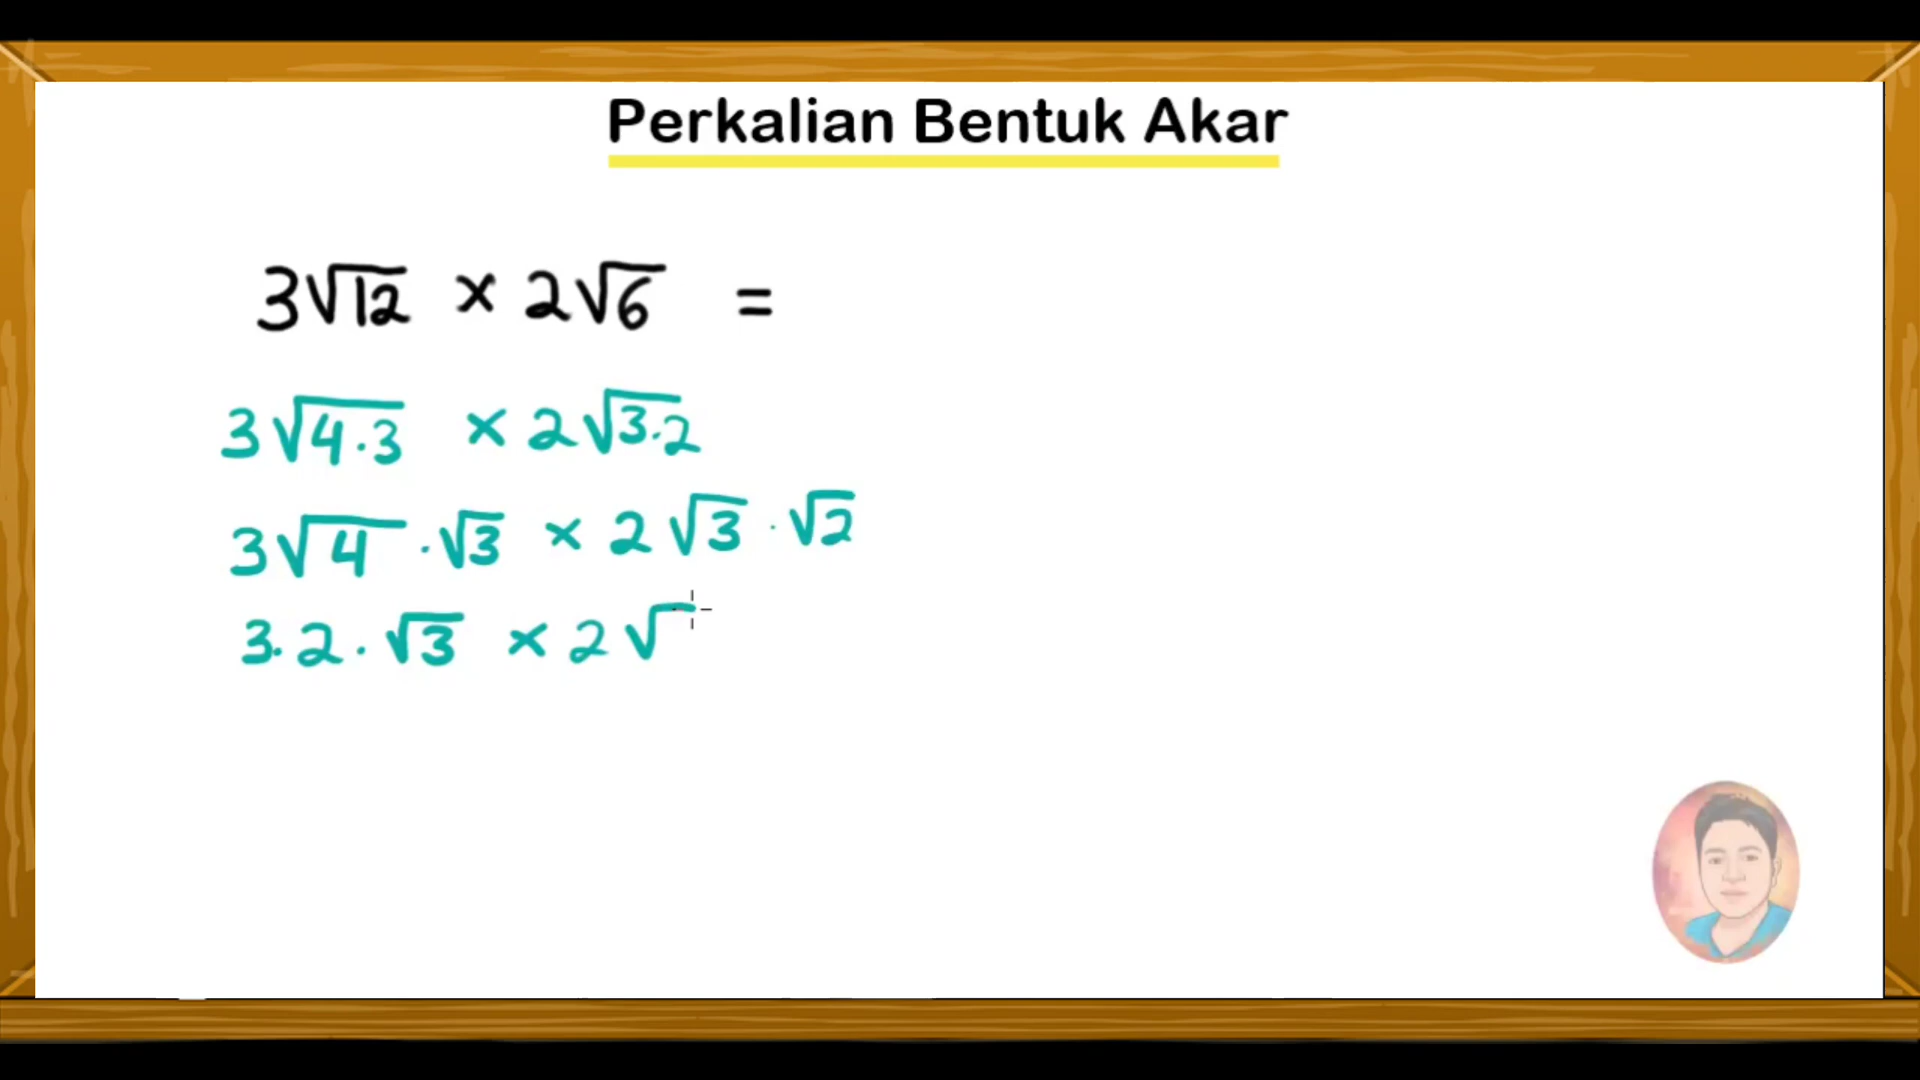 Perkalian Bentuk Akar
3√12 × 2√6 =
3√4·3 × 2√3·2
3√4 · √3 × 2√3 · √2
3·2·√3 × 2√